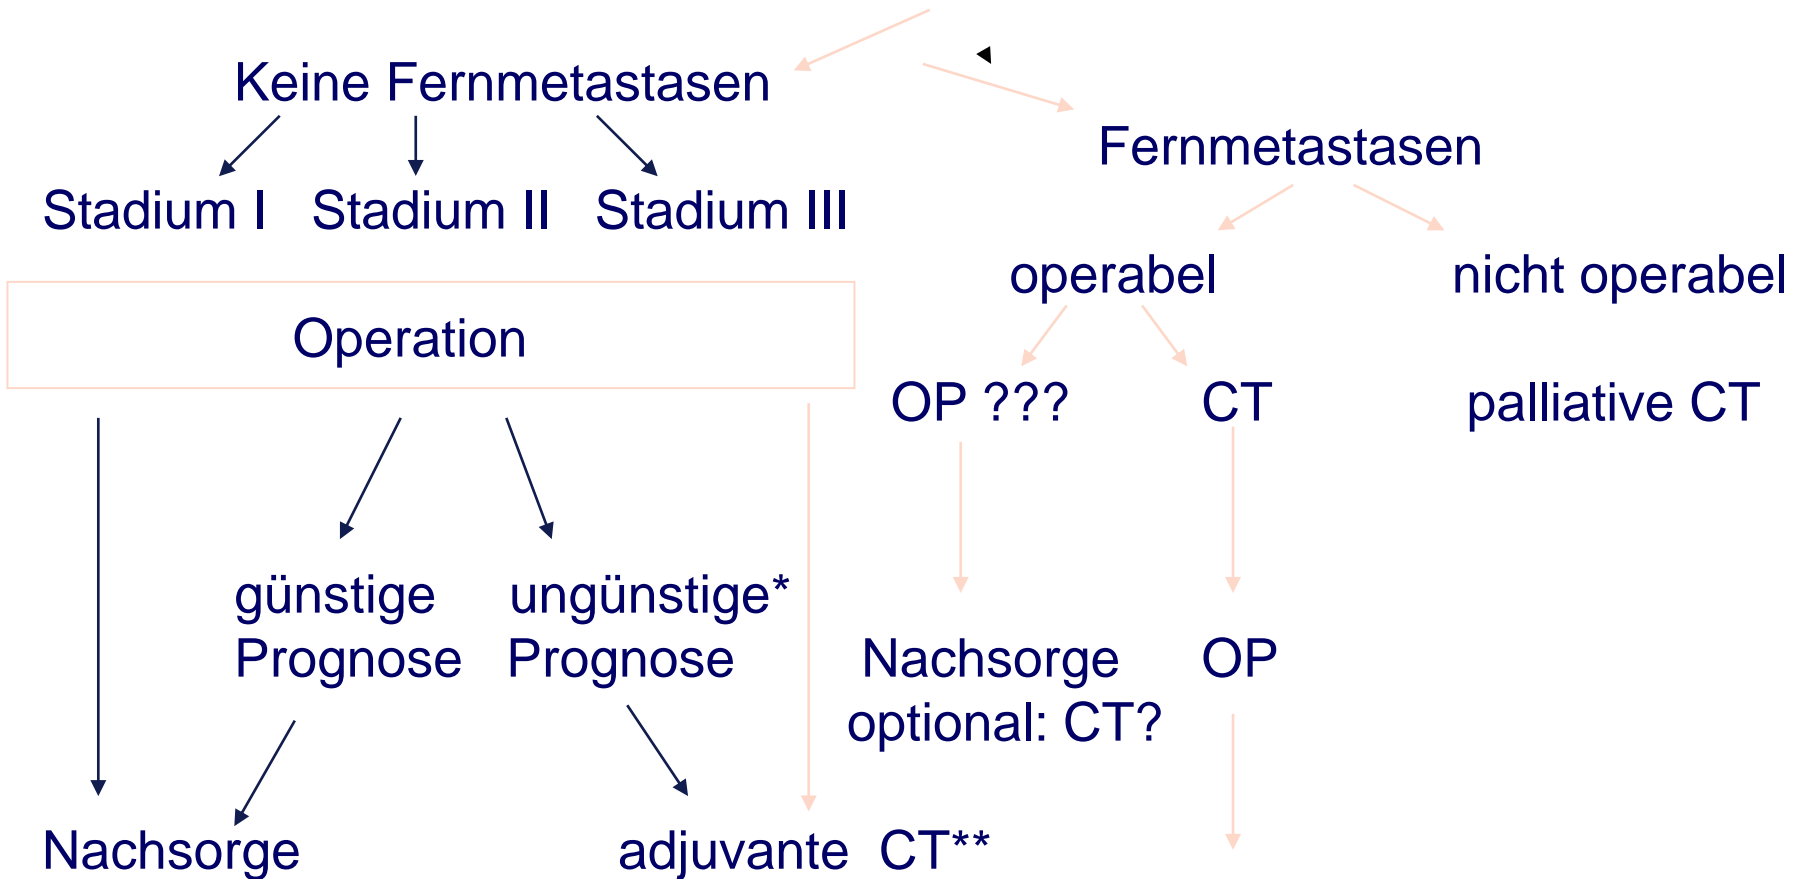 Keine Fernmetastasen
Fernmetastasen
Stadium I Stadium II Stadium III
operabel nicht operabel
Operation
OP ??? CT palliative CT
günstige ungünstige*
Prognose Prognose Nachsorge OP
optional: CT?
Nachsorge adjuvante CT**